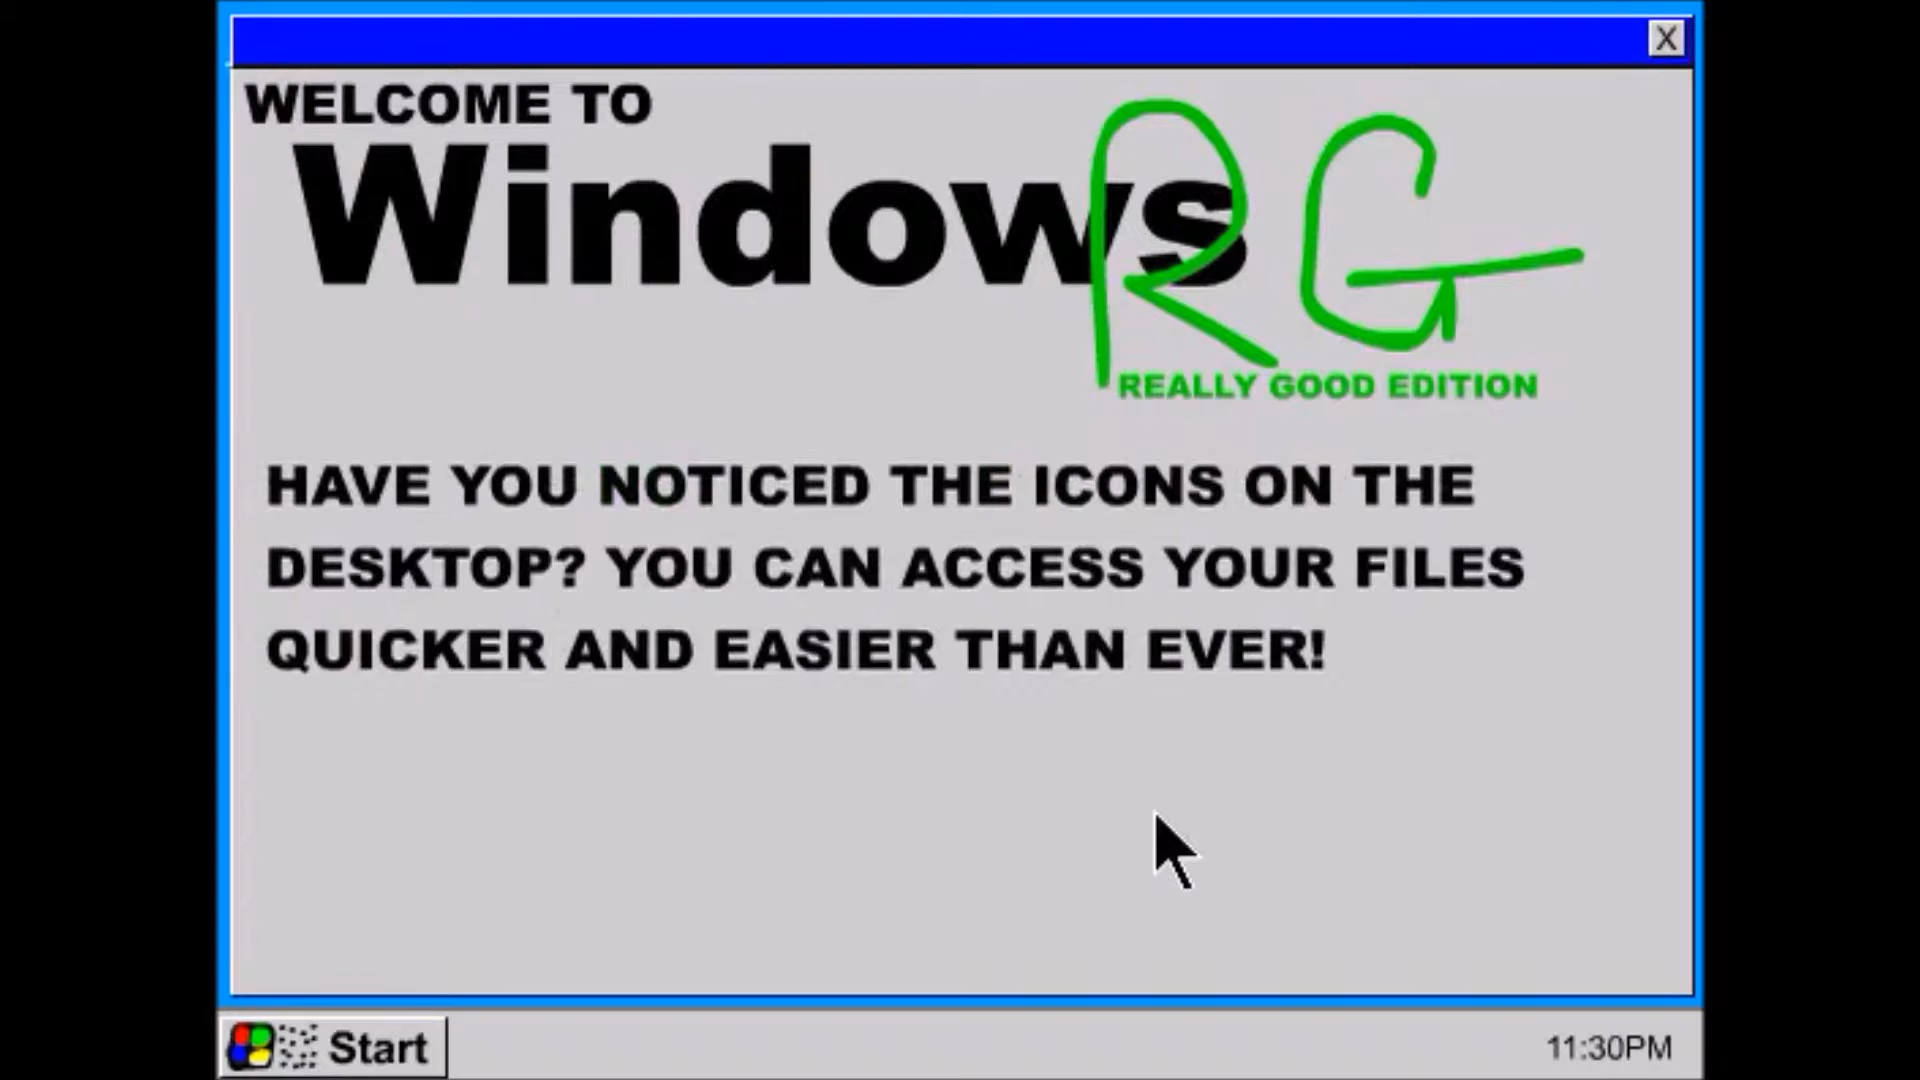 X
WELCOME TO
Windows RG
REALLY GOOD EDITION
HAVE YOU NOTICED THE ICONS ON THE
DESKTOP? YOU CAN ACCESS YOUR FILES
QUICKER AND EASIER THAN EVER!
Start
11:30PM